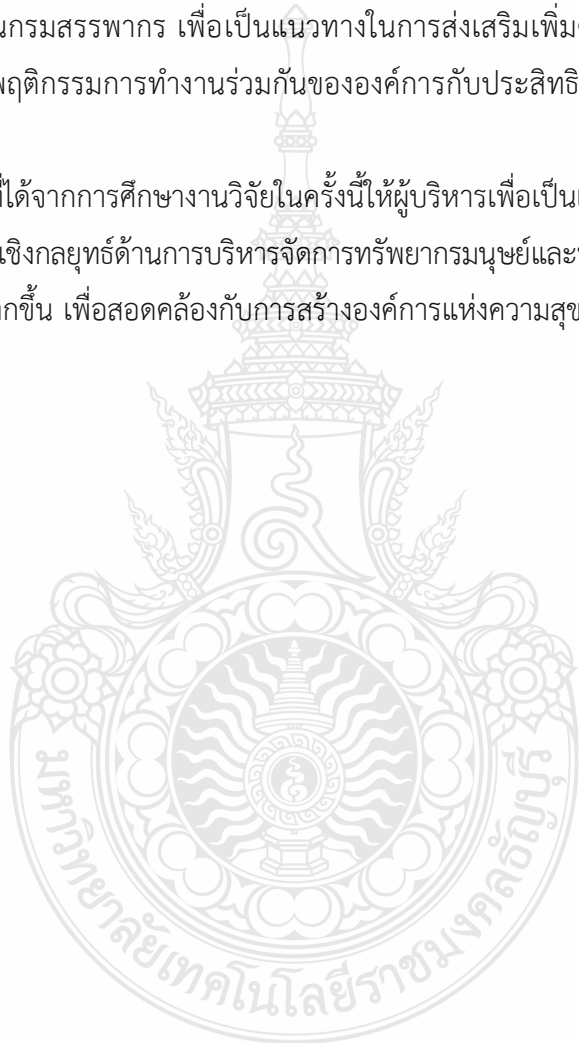 นกรมสรรพากร เพื่อเป็นแนวทางในการส่งเสริมเพิ่ม
พฤติกรรมการทำงานร่วมกันขององค์การกับประสิทธิ
ที่ได้จากการศึกษางานวิจัยในครั้งนี้ให้ผู้บริหารเพื่อเป็น
เชิงกลยุทธ์ด้านการบริหารจัดการทรัพยากรมนุษย์และ
ากขึ้น เพื่อสอดคล้องกับการสร้างองค์การแห่งความสุข
มหาวิทยาลัยเทคโนโลยีราชมงคลธัญบุรี